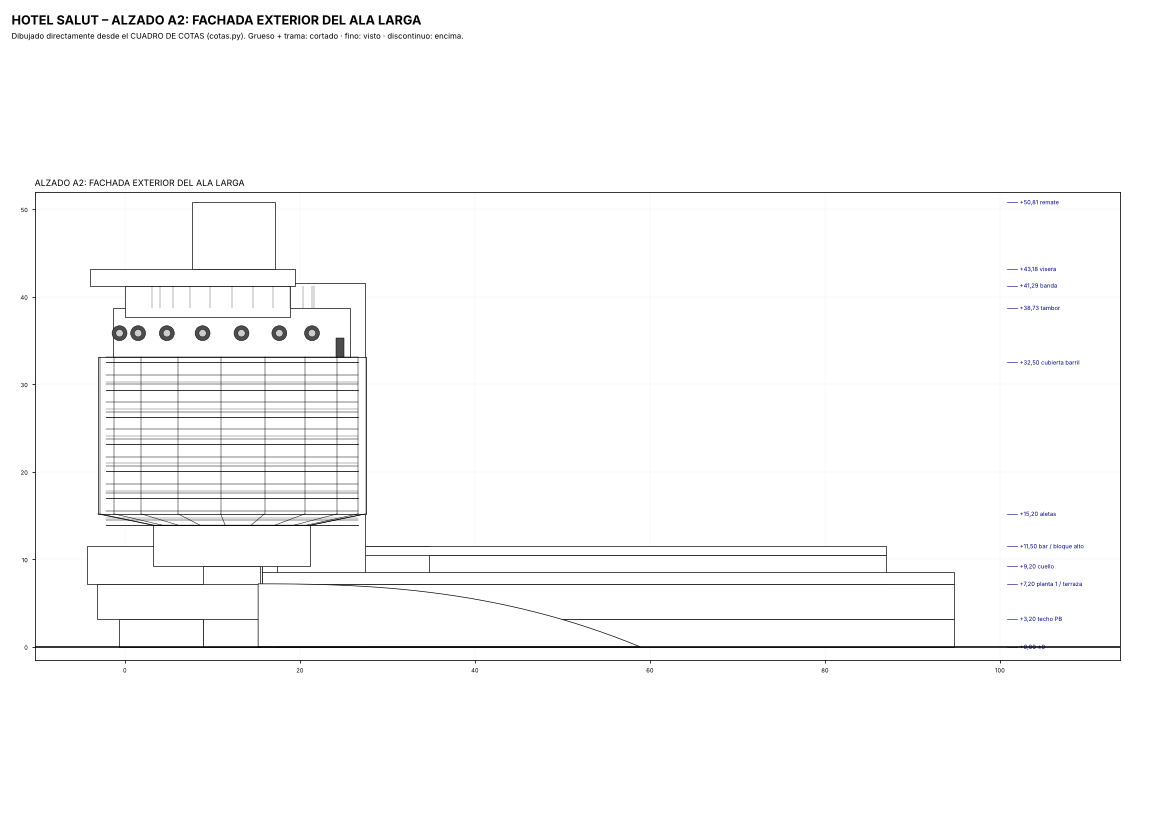 HOTEL SALUT – ALZADO A2: FACHADA EXTERIOR DEL ALA LARGA
Dibujado directamente desde el CUADRO DE COTAS (cotas.py). Grueso + trama: cortado · fino: visto · discontinuo: encima.
ALZADO A2: FACHADA EXTERIOR DEL ALA LARGA
50
+50,81 remate
+43,18 visera
40
+41,29 banda
+38,73 tambor
+32,50 cubierta barril
30
20
+15,20 aletas
+11,50 bar / bloque alto
10
+9,20 cuello
+7,20 planta 1 / terraza
+3,20 techo PB
0
0
20
40
60
80
100